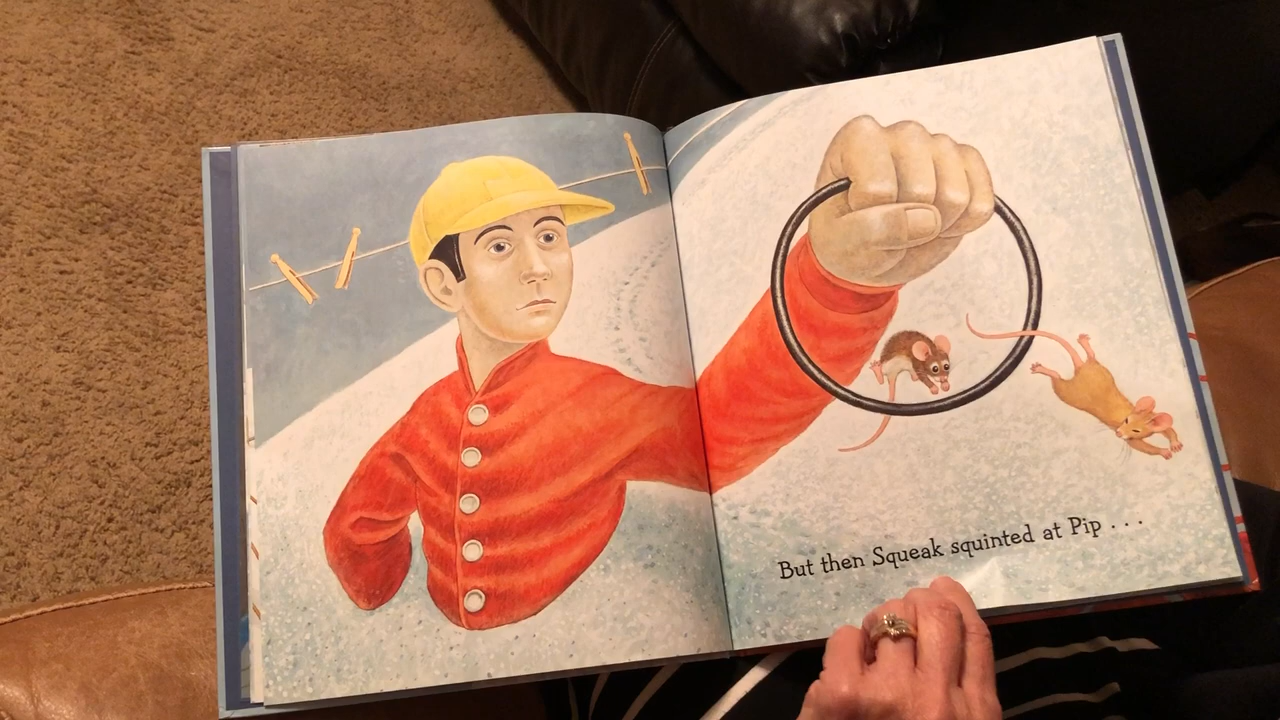 But then Squeak squinted at Pip . . .